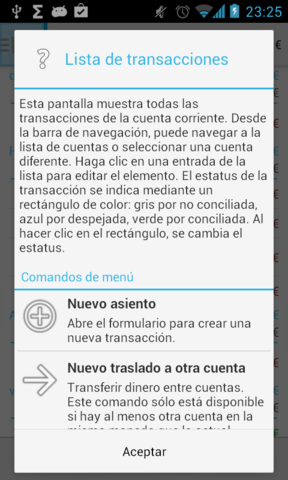 23:25
Lista de transacciones
Esta pantalla muestra todas las
transacciones de la cuenta corriente. Desde
la barra de navegación, puede navegar a la
lista de cuentas o seleccionar una cuenta
diferente. Haga clic en una entrada de la
lista para editar el elemento. El estatus de la
transacción se indica mediante un
rectángulo de color: gris por no conciliada,
azul por despejada, verde por conciliada. Al
hacer clic en el rectángulo, se cambia el
estatus.
Comandos de menú
Nuevo asiento
Abre el formulario para crear una
nueva transacción.
Nuevo traslado a otra cuenta
Transferir dinero entre cuentas.
Este comando sólo está disponible
si hay al menos otra cuenta en la
misma moneda que la actual.
Aceptar